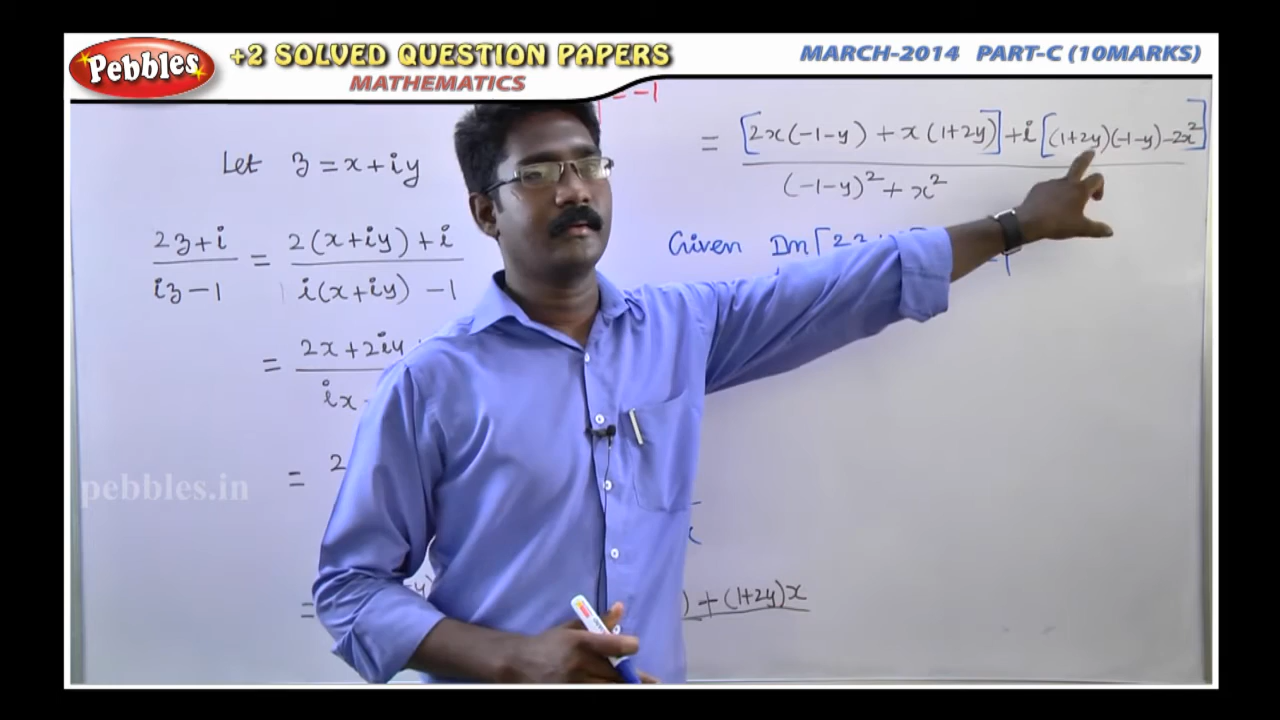 Pebbles
+2 SOLVED QUESTION PAPERS
MATHEMATICS
MARCH-2014 PART-C (10MARKS)
= -1
Let z = x+iy
2z+i / iz-1 = 2(x+iy)+i / i(x+iy) -1
= 2x+2iy
ix
= 2
=
= [2x(-1-y) + x(1+2y)] +i [(1+2y)(-1-y)-2x²] / (-1-y)² + x²
Given
) + (1+2y)x
pebbles.in